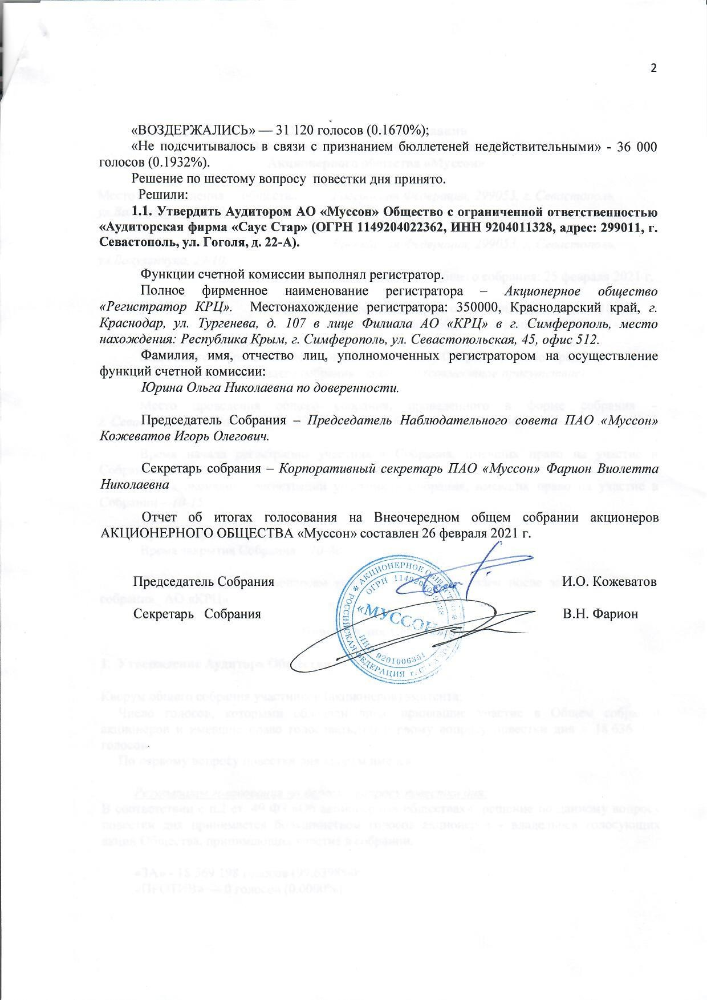 2
«ВОЗДЕРЖАЛИСЬ» — 31 120 голосов (0.1670%);
«Не подсчитывалось в связи с признанием бюллетеней недействительными» - 36 000
голосов (0.1932%).
Решение по шестому вопросу повестки дня принято.
Решили:
1.1. Утвердить Аудитором АО «Муссон» Общество с ограниченной ответственностью
«Аудиторская фирма «Саус Стар» (ОГРН 1149204022362, ИНН 9204011328, адрес: 299011, г.
Севастополь, ул. Гоголя, д. 22-А).
Функции счетной комиссии выполнял регистратор.
Полное фирменное наименование регистратора – Акционерное общество
«Регистратор КРЦ». Местонахождение регистратора: 350000, Краснодарский край, г.
Краснодар, ул. Тургенева, д. 107 в лице Филиала АО «КРЦ» в г. Симферополь, место
нахождения: Республика Крым, г. Симферополь, ул. Севастопольская, 45, офис 512.
Фамилия, имя, отчество лиц, уполномоченных регистратором на осуществление
функций счетной комиссии:
Юрина Ольга Николаевна по доверенности.
Председатель Собрания – Председатель Наблюдательного совета ПАО «Муссон»
Кожеватов Игорь Олегович.
Секретарь собрания – Корпоративный секретарь ПАО «Муссон» Фарион Виолетта
Николаевна
Отчет об итогах голосования на Внеочередном общем собрании акционеров
АКЦИОНЕРНОГО ОБЩЕСТВА «Муссон» составлен 26 февраля 2021 г.
Председатель Собрания И.О. Кожеватов
Секретарь Собрания В.Н. Фарион
РОССИЙСКАЯ ФЕДЕРАЦИЯ г.
АКЦИОНЕРНОЕ
ОГРН
«МУССОН»
ИНН 9201006351